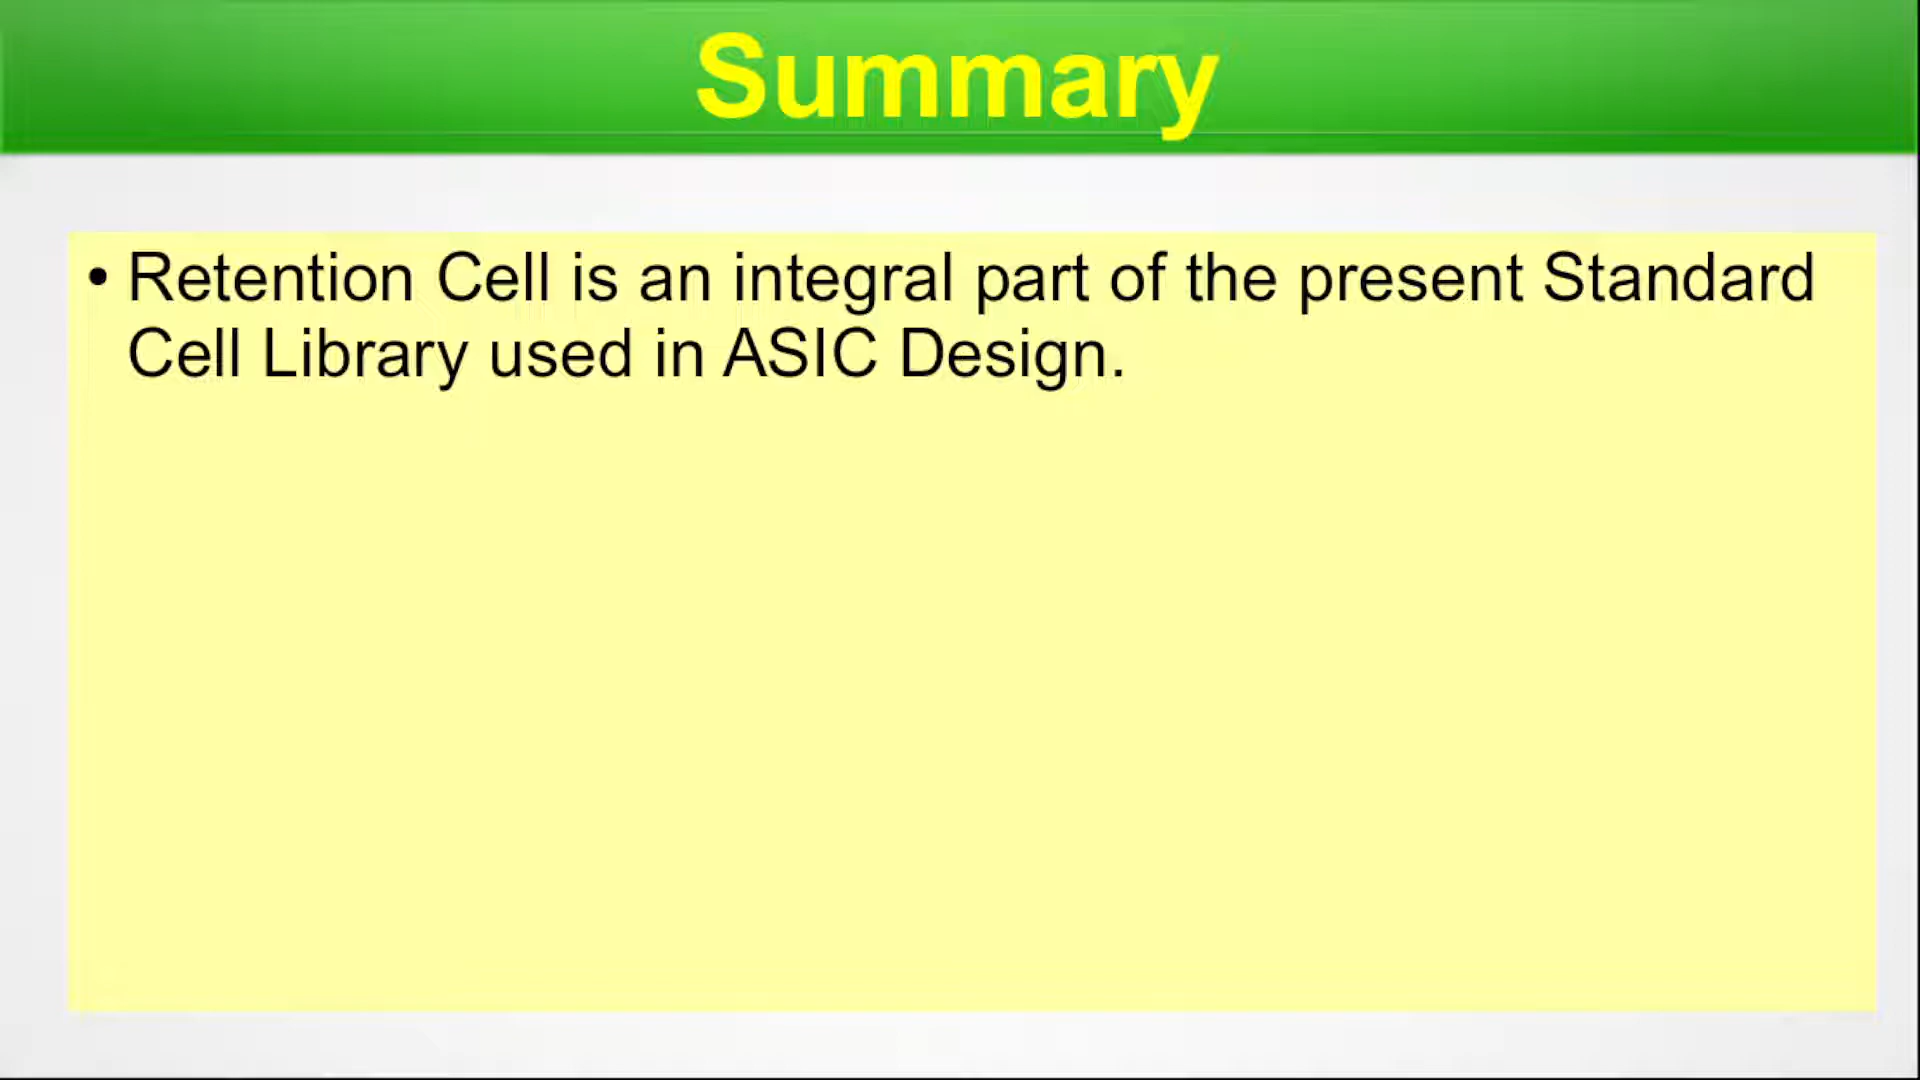 Summary
• Retention Cell is an integral part of the present Standard
Cell Library used in ASIC Design.